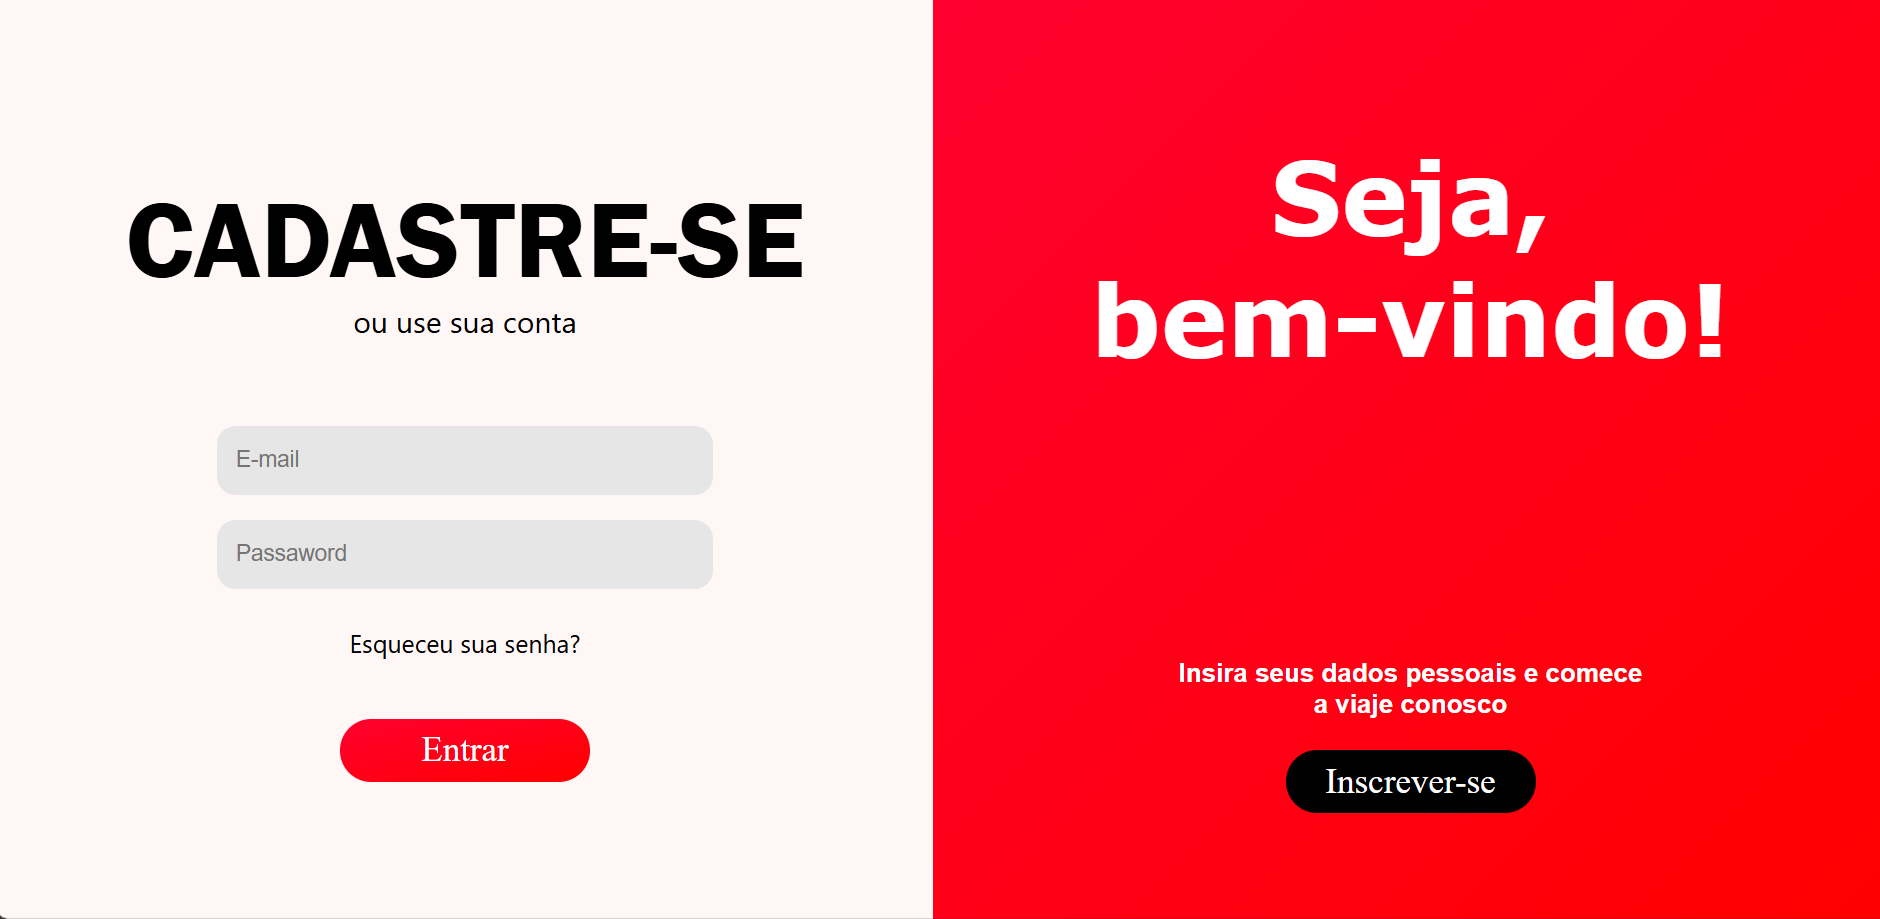 CADASTRE-SE
ou use sua conta
E-mail
Passaword
Esqueceu sua senha?
Entrar
Seja,
bem-vindo!
Insira seus dados pessoais e comece
a viaje conosco
Inscrever-se